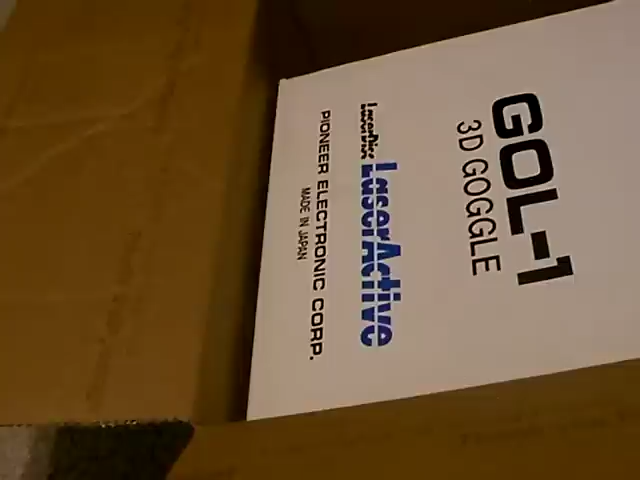 GOL-1
3D GOGGLE
LaserDisc LaserActive
PIONEER ELECTRONIC CORP.
MADE IN JAPAN